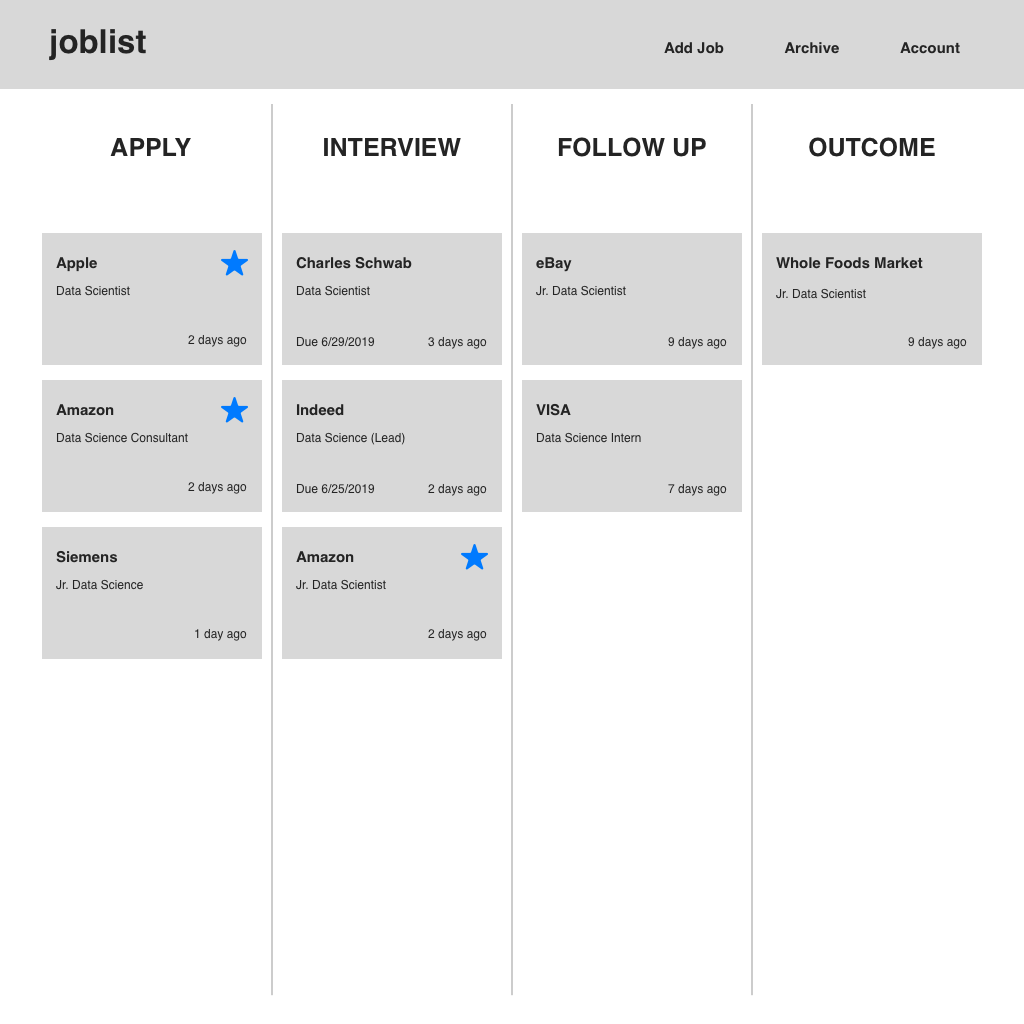 joblist
Add Job
Archive
Account
APPLY
Apple
Data Scientist
2 days ago
Amazon
Data Science Consultant
2 days ago
Siemens
Jr. Data Science
1 day ago
INTERVIEW
Charles Schwab
Data Scientist
Due 6/29/2019 3 days ago
Indeed
Data Science (Lead)
Due 6/25/2019 2 days ago
Amazon
Jr. Data Scientist
2 days ago
FOLLOW UP
eBay
Jr. Data Scientist
9 days ago
VISA
Data Science Intern
7 days ago
OUTCOME
Whole Foods Market
Jr. Data Scientist
9 days ago